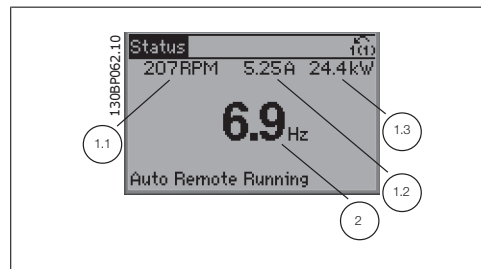 130BP062.10
Status 1(1)
207RPM 5.25A 24.4kW
1.1
6.9Hz
1.3
1.2
Auto Remote Running
2